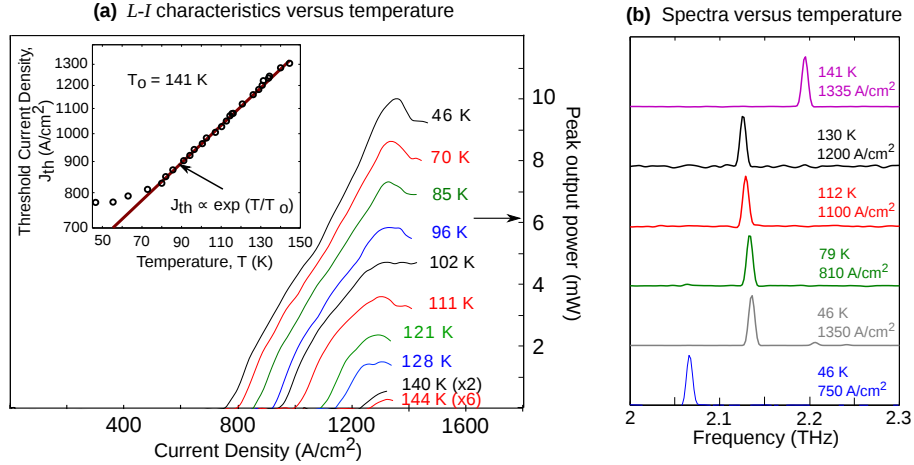 (a) L-I characteristics versus temperature
Threshold Current Density,
J_th (A/cm²)
1300
1200
1100
1000
900
800
700
T_o = 141 K
J_th ∝ exp (T/T_o)
50 70 90 110 130 150
Temperature, T (K)
46 K
70 K
85 K
96 K
102 K
111 K
121 K
128 K
140 K (x2)
144 K (x6)
10
8
6
4
2
Peak output power (mW)
400 800 1200 1600
Current Density (A/cm²)
(b) Spectra versus temperature
141 K
1335 A/cm²
130 K
1200 A/cm²
112 K
1100 A/cm²
79 K
810 A/cm²
46 K
1350 A/cm²
46 K
750 A/cm²
2 2.1 2.2 2.3
Frequency (THz)